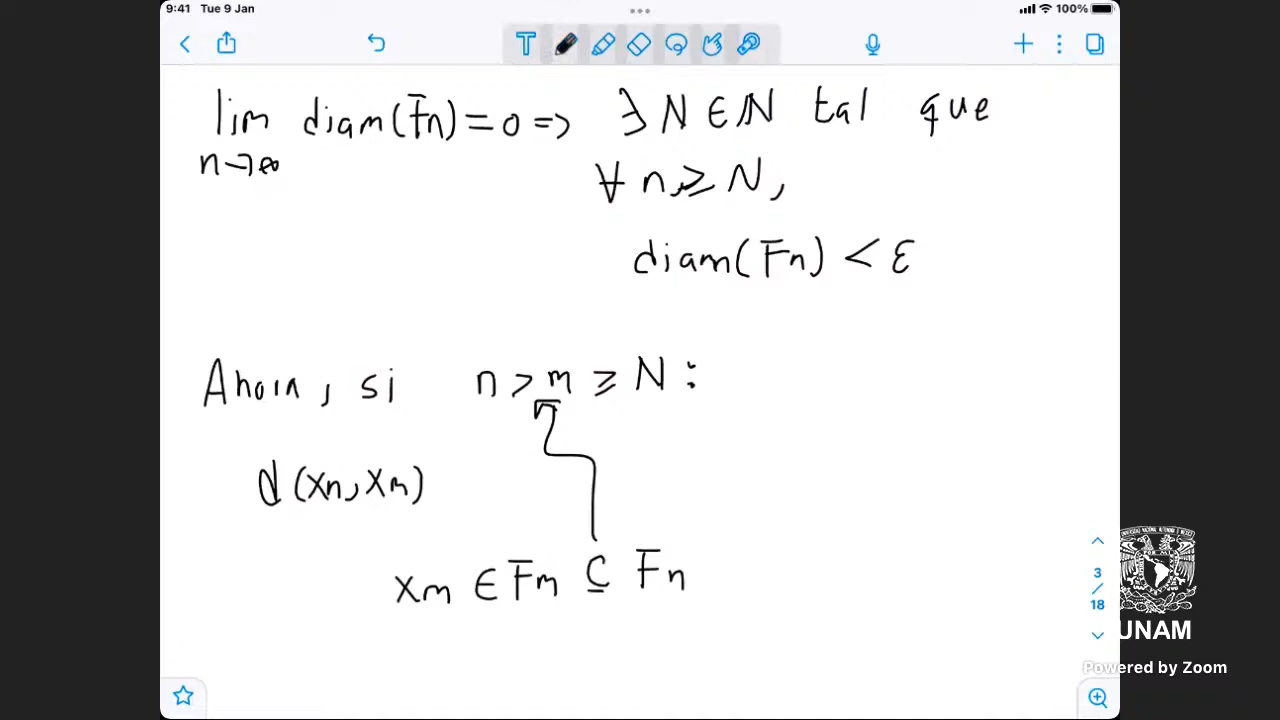 9:41 Tue 9 Jan
100%
lim diam(Fn) = 0 => ∃ N ∈ ℕ tal que
n→∞
∀ n ≥ N,
diam(Fn) < ε
Ahora, si n > m ≥ N :
d(xn, xm)
xm ∈ Fm ⊆ Fn
3
/
18
UNAM
Powered by Zoom